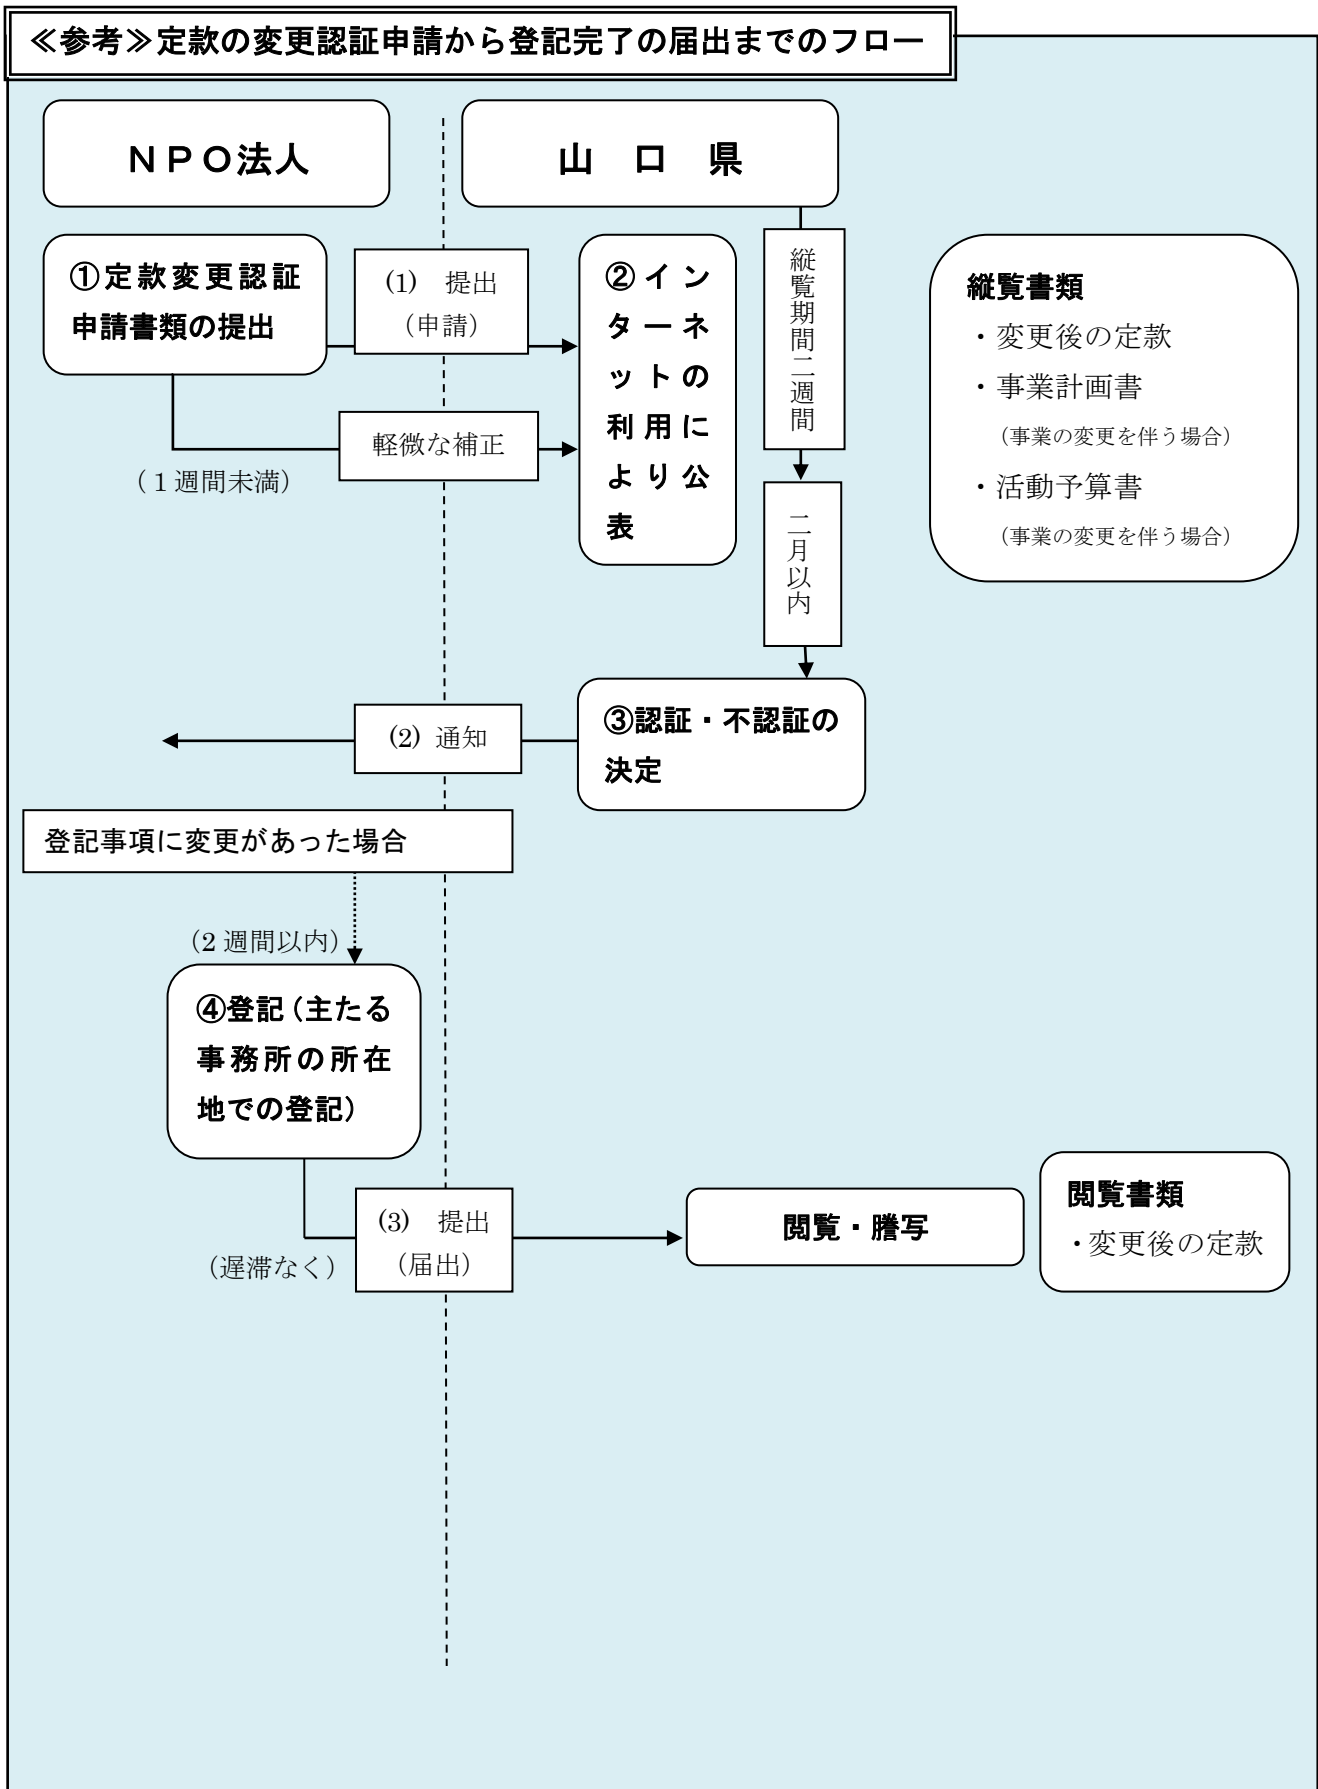 ≪参考≫定款の変更認証申請から登記完了の届出までのフロー
ＮＰＯ法人
山　口　県
①定款変更認証
申請書類の提出
(1)　提出
（申請）
軽微な補正
（１週間未満）
②イン
ターネ
ットの
利用に
より公
表
縦覧期間二週間
二月以内
縦覧書類
・変更後の定款
・事業計画書
（事業の変更を伴う場合）
・活動予算書
（事業の変更を伴う場合）
③認証・不認証の
決定
(2) 通知
登記事項に変更があった場合
（2 週間以内）
④登記（主たる
事務所の所在
地での登記）
(3)　提出
（届出）
（遅滞なく）
閲覧・謄写
閲覧書類
・変更後の定款